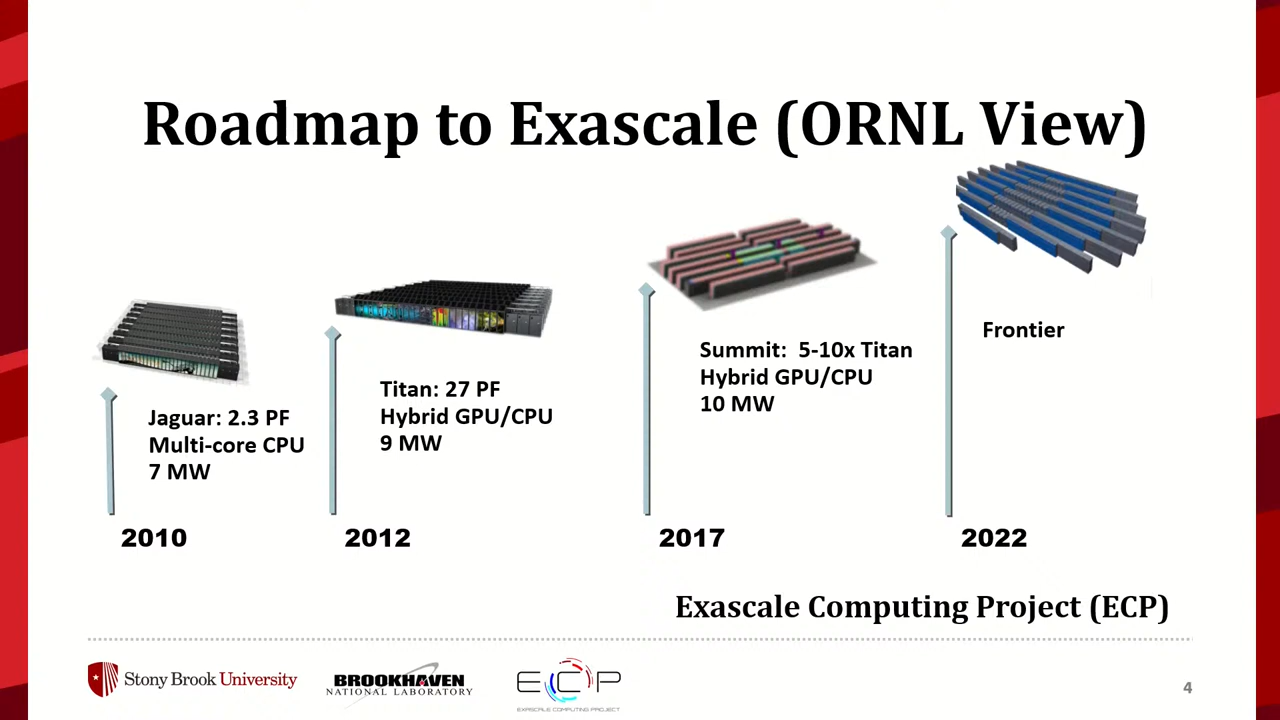 Roadmap to Exascale (ORNL View)
Jaguar: 2.3 PF
Multi-core CPU
7 MW
2010
Titan: 27 PF
Hybrid GPU/CPU
9 MW
2012
Summit:  5-10x Titan
Hybrid GPU/CPU
10 MW
2017
Frontier
2022
Exascale Computing Project (ECP)
Stony Brook University
BROOKHAVEN
NATIONAL LABORATORY
ECP
EXASCALE COMPUTING PROJECT
4